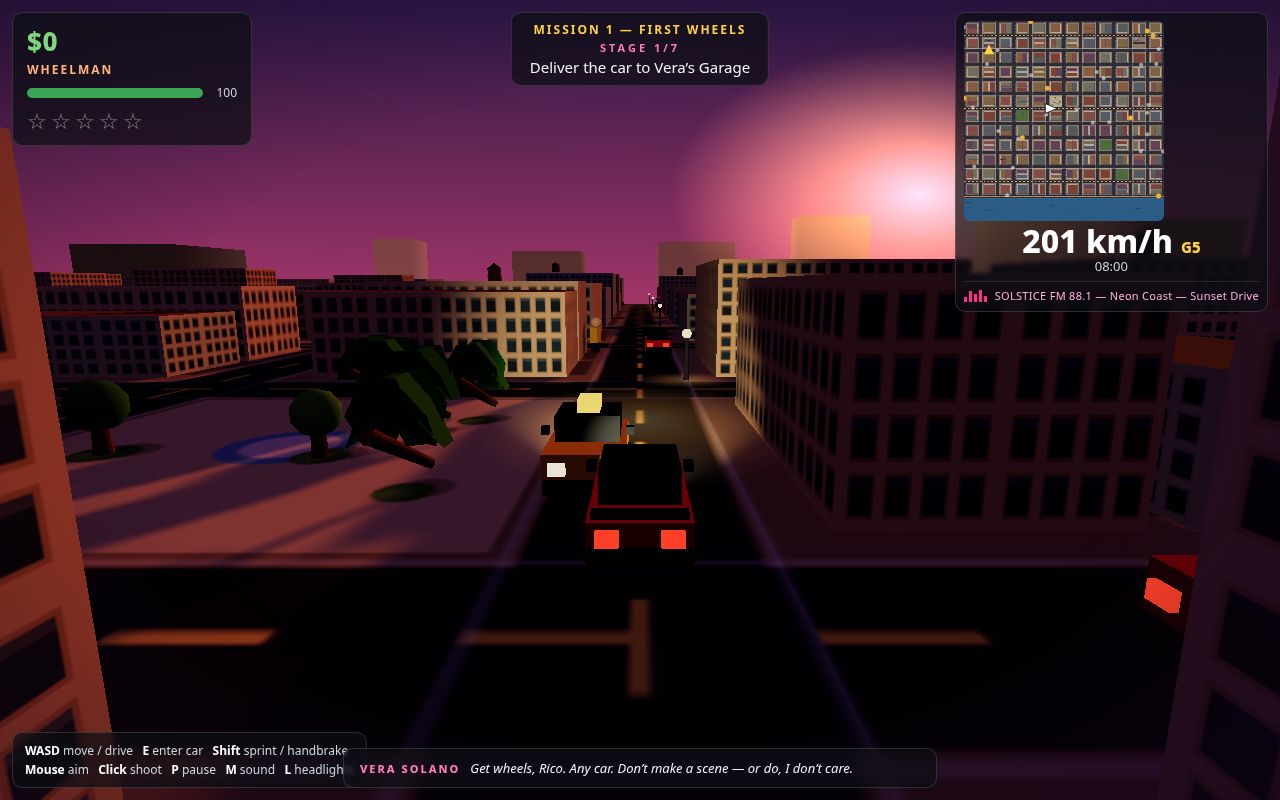 $0
WHEELMAN
100
MISSION 1 — FIRST WHEELS
STAGE 1/7
Deliver the car to Vera's Garage
201 km/h G5
08:00
SOLSTICE FM 88.1 — Neon Coast — Sunset Drive
WASD move / drive E enter car Shift sprint / handbrake
Mouse aim Click shoot P pause M sound L
VERA SOLANO Get wheels, Rico. Any car. Don't make a scene — or do, I don't care.